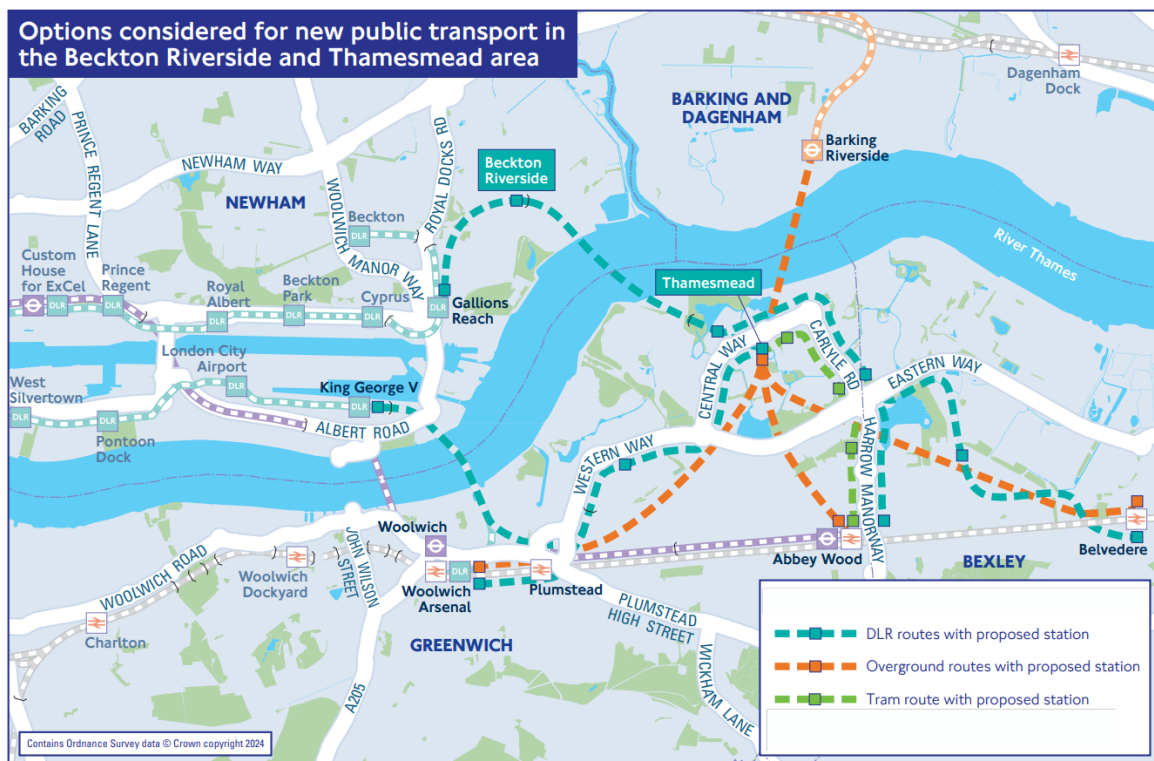 Options considered for new public transport in
the Beckton Riverside and Thamesmead area
BARKING
ROAD
PRINCE REGENT LANE
NEWHAM WAY
NEWHAM
WOOLWICH MANOR WAY
ROYAL DOCKS RD
Beckton
Riverside
BARKING AND
DAGENHAM
Barking
Riverside
Dagenham
Dock
River Thames
Beckton
DLR
Custom
House
for ExCel
DLR
Prince
Regent
DLR
Royal
Albert
DLR
Beckton
Park
DLR
Cyprus
DLR
Gallions
Reach
DLR
Thamesmead
London City
Airport
DLR
King George V
DLR
West
Silvertown
DLR
Pontoon
Dock
DLR
ALBERT ROAD
CENTRAL WAY
CARLYLE RD
EASTERN WAY
WESTERN WAY
HARROW MANORWAY
Woolwich
WOOLWICH ROAD
JOHN WILSON
STREET
Woolwich
Dockyard
Charlton
Woolwich
Arsenal
DLR
Plumstead
Abbey Wood
Belvedere
BEXLEY
GREENWICH
PLUMSTEAD
HIGH STREET
WICKHAM LANE
A205
DLR routes with proposed station
Overground routes with proposed station
Tram route with proposed station
Contains Ordnance Survey data © Crown copyright 2024